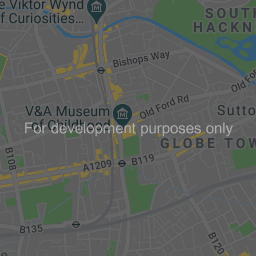 e Viktor Wynd
of Curiosities...
SOUTH
HACKN
Bishops Way
Old Fo
V&A Museum
of Childhood
Old Ford Rd
Sutto
For development purposes only
GLOBE TOW
B108
A1209
B119
B135
B120